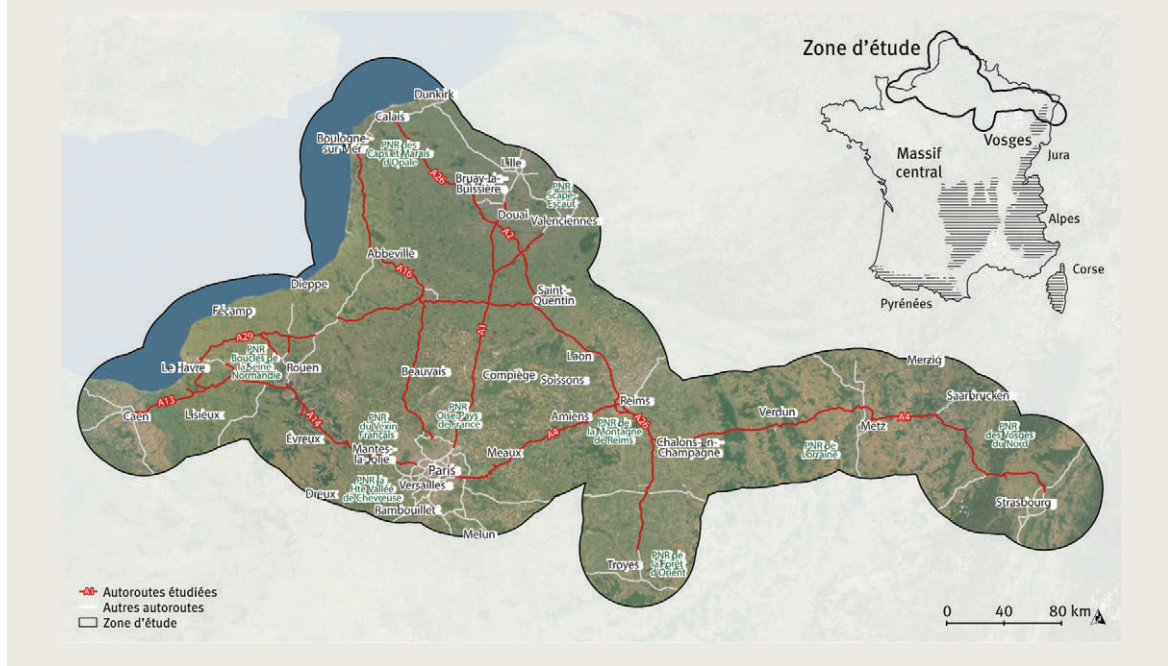 Zone d'étude
Massif
central
Vosges
Jura
Alpes
Corse
Pyrénées
Dunkirk
Calais
Boulogne-
sur-Mer
PNR des
Caps et Marais
d'Opale
Lille
A26
Bruay-la-
Buissière
PNR
Scape-
Escaut
Douai
Valenciennes
A2
Abbeville
A16
Dieppe
Saint-
Quentin
Fécamp
A1
A29
Le Havre
PNR
Boucles de
la Seine
Normandie
Rouen
Laon
Beauvais
Compiègne
Soissons
Merzig
Saarbrucken
A13
Caen
Lisieux
A14
Évreux
PNR
du Vexin
Français
PNR
Oise-Pays
de France
Amiens
Reims
A26
PNR de
la Montagne
de Reims
Verdun
Metz
A4
PNR
des Vosges
du Nord
Mantes-
la-Jolie
Paris
Meaux
A4
Chalons-en-
Champagne
PNR de
Lorraine
Dreux
PNR la
Hte Vallée
de Chevreuse
Versailles
Rambouillet
Melun
Strasbourg
Troyes
PNR de
la Forêt
d'Orient
A1 Autoroutes étudiées
Autres autoroutes
Zone d'étude
0 40 80 km